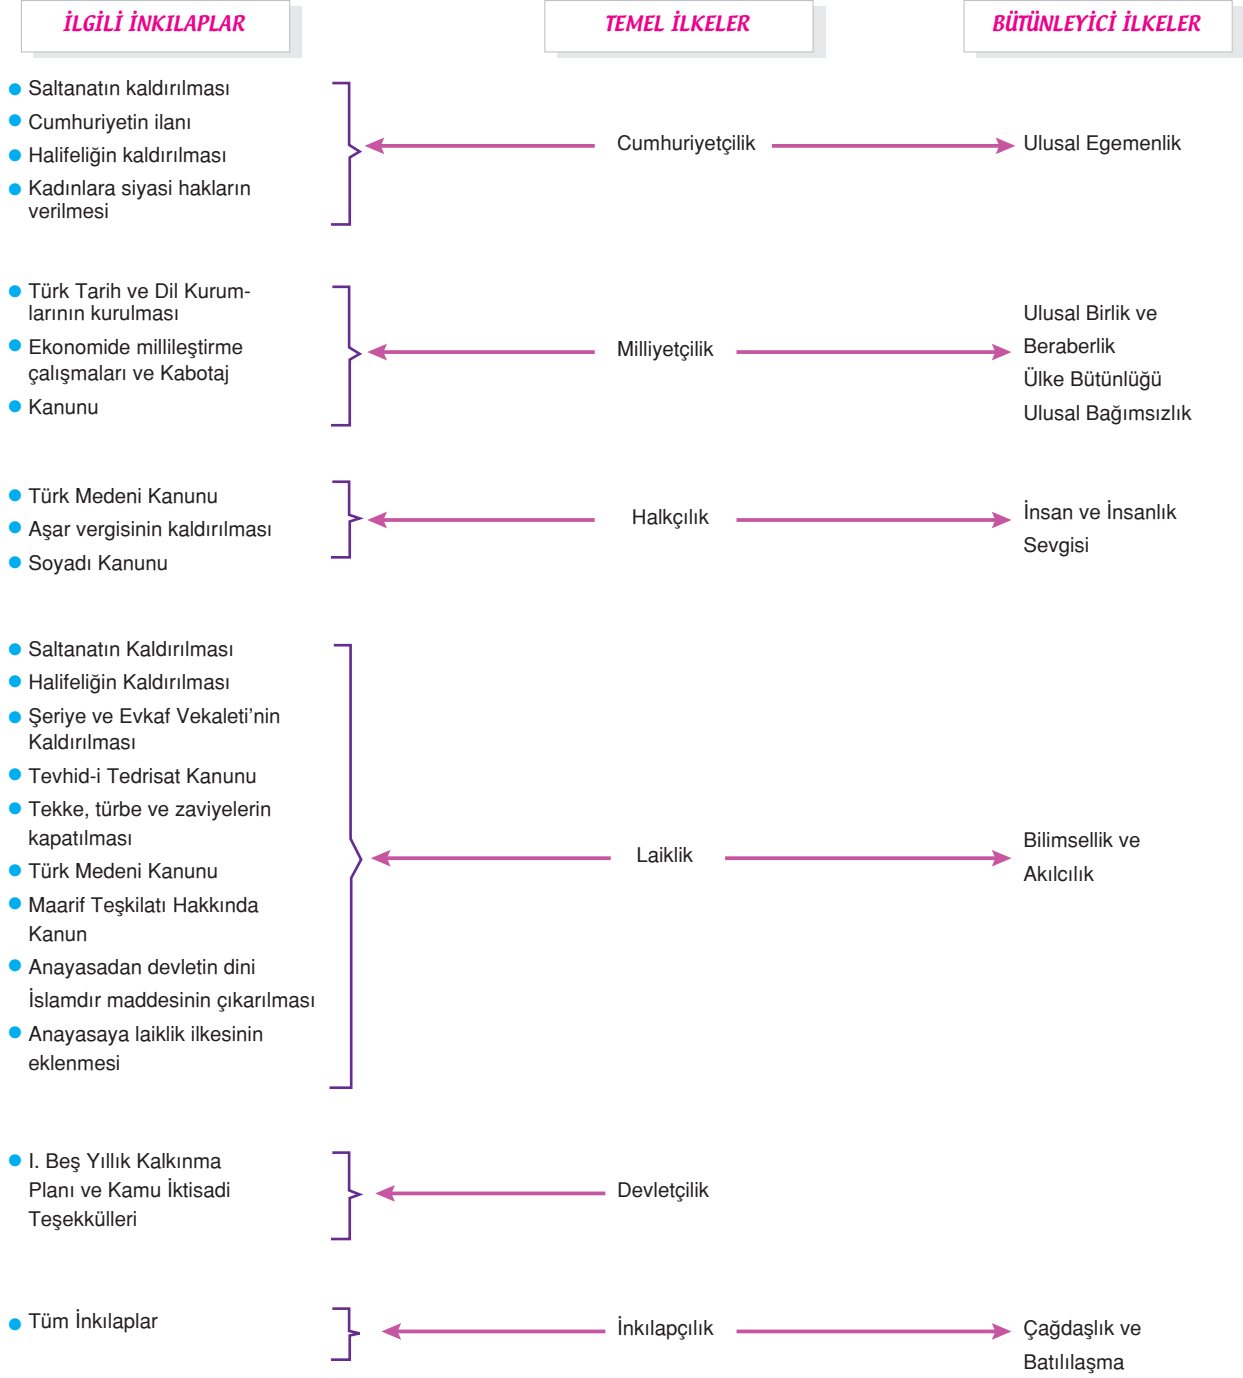 İLGİLİ İNKILAPLAR
TEMEL İLKELER
BÜTÜNLEYİCİ İLKELER
Saltanatın kaldırılması
Cumhuriyetin ilanı
Halifeliğin kaldırılması
Kadınlara siyasi hakların
verilmesi
Cumhuriyetçilik
Ulusal Egemenlik
Türk Tarih ve Dil Kurum-
larının kurulması
Ekonomide millileştirme
çalışmaları ve Kabotaj
Kanunu
Milliyetçilik
Ulusal Birlik ve
Beraberlik
Ülke Bütünlüğü
Ulusal Bağımsızlık
Türk Medeni Kanunu
Aşar vergisinin kaldırılması
Soyadı Kanunu
Halkçılık
İnsan ve İnsanlık
Sevgisi
Saltanatın Kaldırılması
Halifeliğin Kaldırılması
Şeriye ve Evkaf Vekaleti’nin
Kaldırılması
Tevhid-i Tedrisat Kanunu
Tekke, türbe ve zaviyelerin
kapatılması
Türk Medeni Kanunu
Maarif Teşkilatı Hakkında
Kanun
Anayasadan devletin dini
İslamdır maddesinin çıkarılması
Anayasaya laiklik ilkesinin
eklenmesi
Laiklik
Bilimsellik ve
Akılcılık
I. Beş Yıllık Kalkınma
Planı ve Kamu İktisadi
Teşekkülleri
Devletçilik
Tüm İnkılaplar
İnkılapçılık
Çağdaşlık ve
Batılılaşma